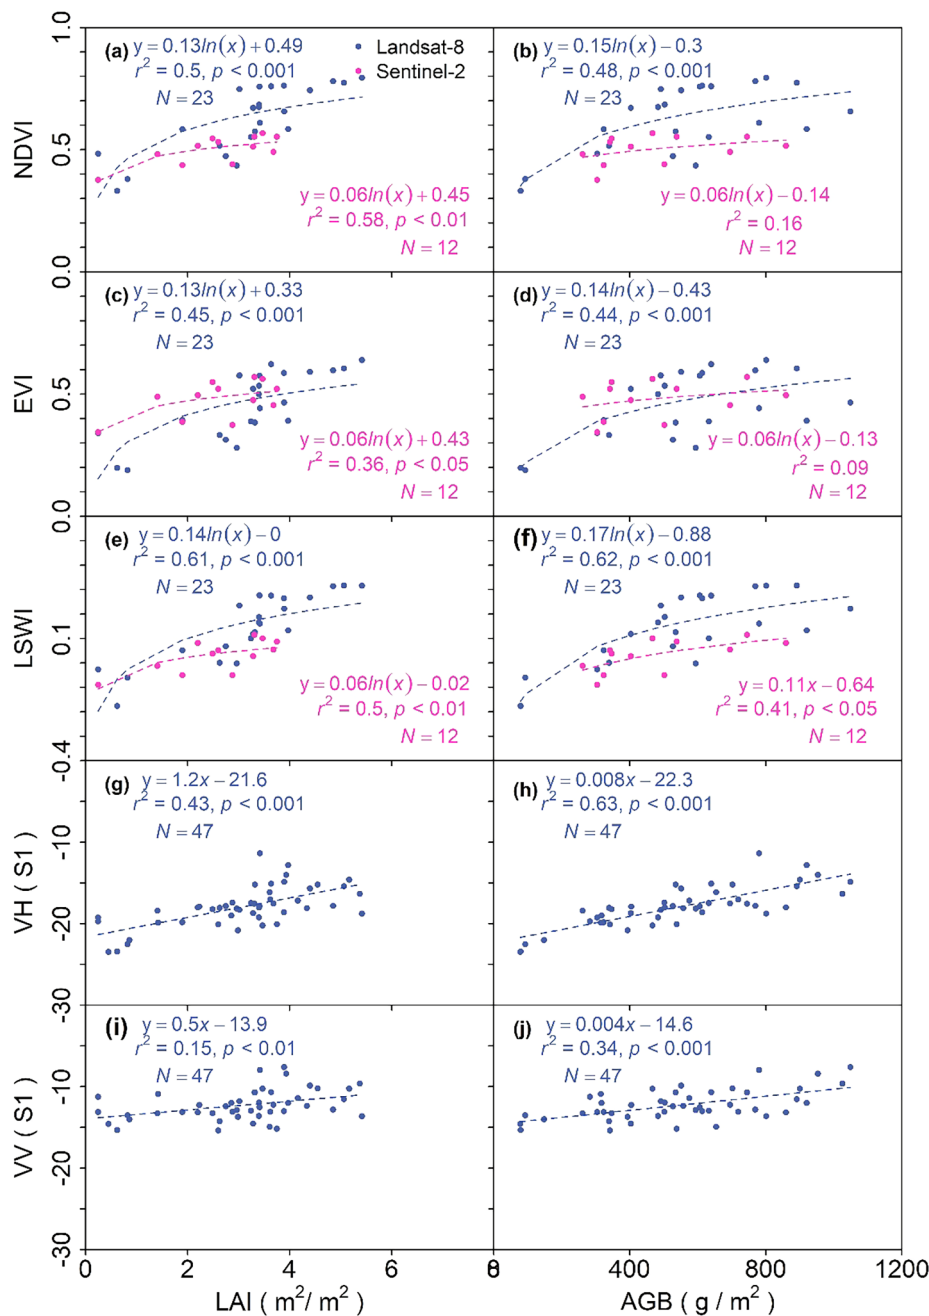 (a) y = 0.13ln(x) + 0.49
r² = 0.5, p < 0.001
N = 23
Landsat-8
Sentinel-2
y = 0.06ln(x) + 0.45
r² = 0.58, p < 0.01
N = 12
(b) y = 0.15ln(x) − 0.3
r² = 0.48, p < 0.001
N = 23
y = 0.06ln(x) − 0.14
r² = 0.16
N = 12
NDVI
1.0
0.5
0.0
(c) y = 0.13ln(x) + 0.33
r² = 0.45, p < 0.001
N = 23
y = 0.06ln(x) + 0.43
r² = 0.36, p < 0.05
N = 12
(d) y = 0.14ln(x) − 0.43
r² = 0.44, p < 0.001
N = 23
y = 0.06ln(x) − 0.13
r² = 0.09
N = 12
EVI
0.5
0.0
(e) y = 0.14ln(x) − 0
r² = 0.61, p < 0.001
N = 23
y = 0.06ln(x) − 0.02
r² = 0.5, p < 0.01
N = 12
(f) y = 0.17ln(x) − 0.88
r² = 0.62, p < 0.001
N = 23
y = 0.11x − 0.64
r² = 0.41, p < 0.05
N = 12
LSWI
0.1
-0.4
(g) y = 1.2x − 21.6
r² = 0.43, p < 0.001
N = 47
(h) y = 0.008x − 22.3
r² = 0.63, p < 0.001
N = 47
VH ( S1 )
-10
-20
-30
(i) y = 0.5x − 13.9
r² = 0.15, p < 0.01
N = 47
(j) y = 0.004x − 14.6
r² = 0.34, p < 0.001
N = 47
VV ( S1 )
-10
-20
-30
0 2 4 6
400 800 1200
LAI ( m²/ m² )
AGB ( g / m² )